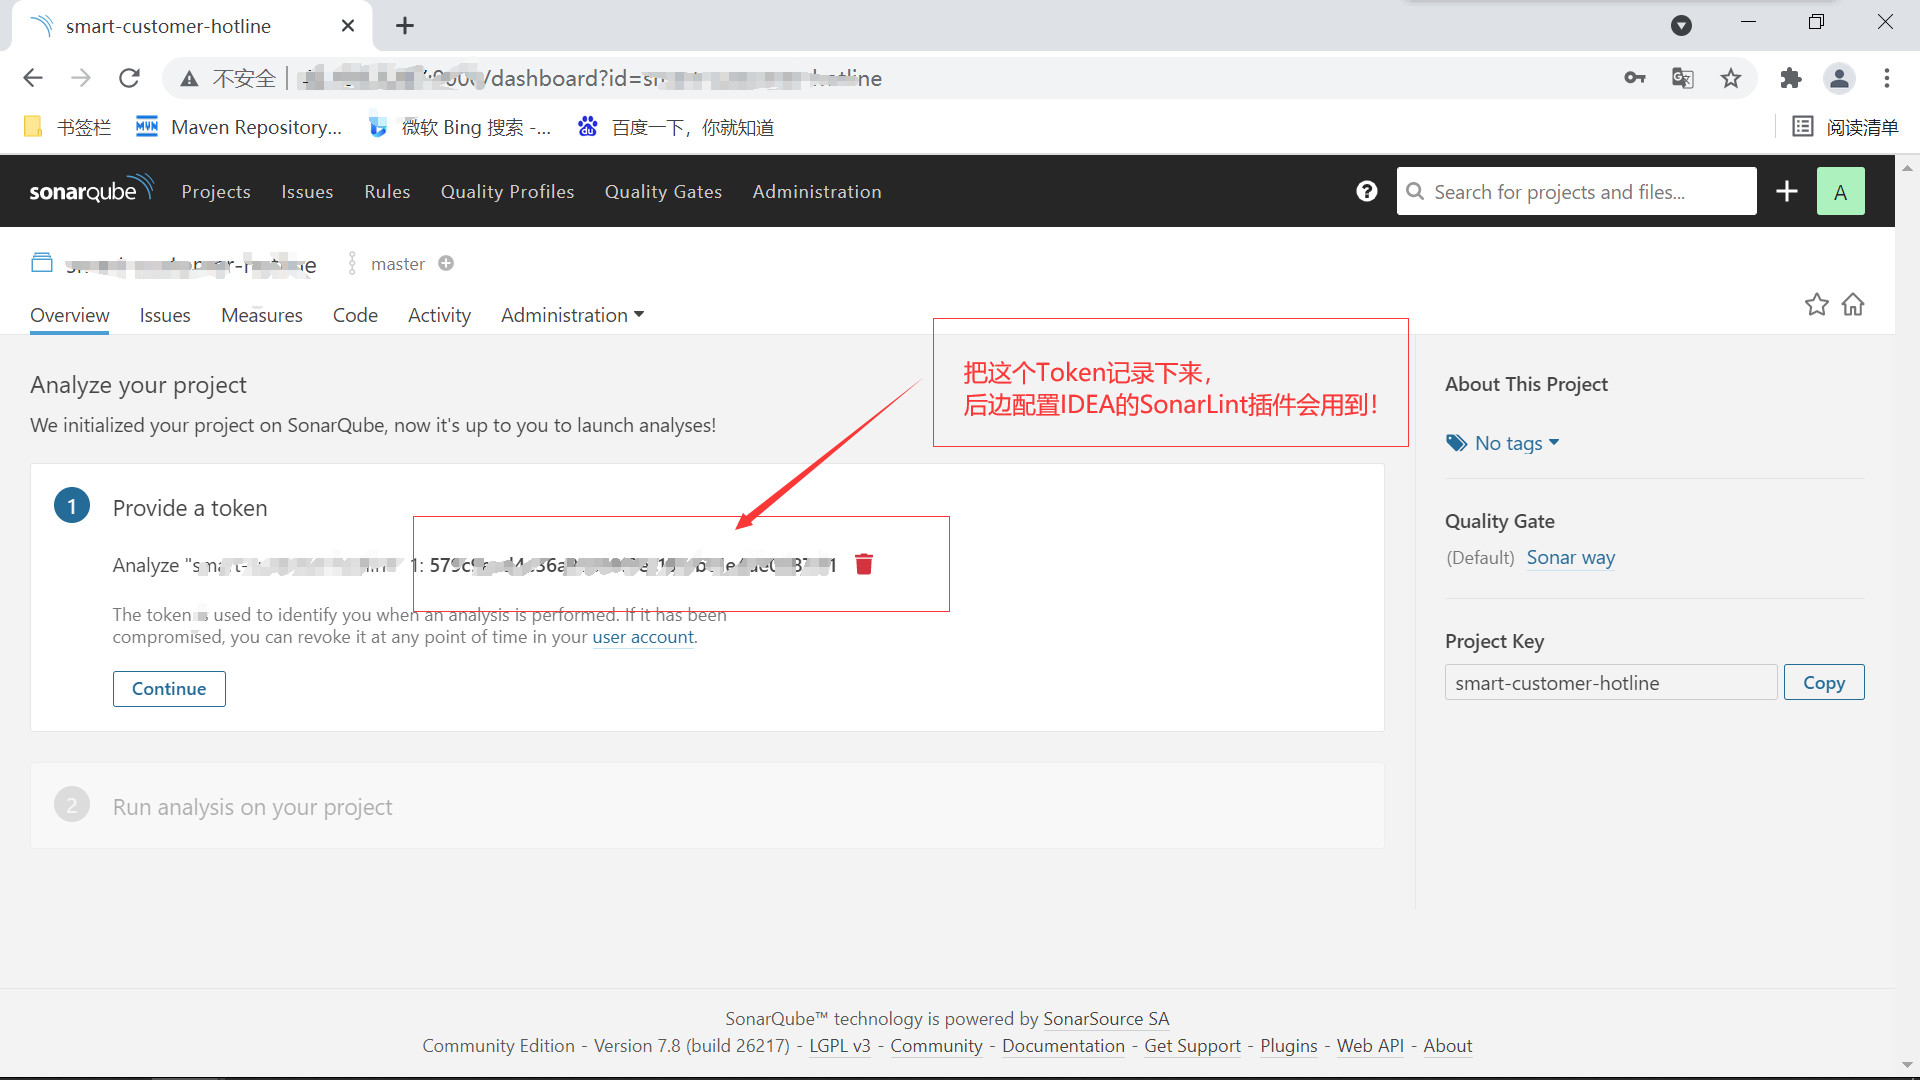 smart-customer-hotline
不安全
/dashboard?id=
书签栏
Maven Repository...
微软 Bing 搜索 -...
百度一下，你就知道
阅读清单
sonarqube
Projects
Issues
Rules
Quality Profiles
Quality Gates
Administration
Search for projects and files...
A
master
Overview
Issues
Measures
Code
Activity
Administration
把这个Token记录下来，
后边配置IDEA的SonarLint插件会用到！
Analyze your project
We initialized your project on SonarQube, now it's up to you to launch analyses!
1
Provide a token
Analyze
The token used to identify you when an analysis is performed. If it has been
compromised, you can revoke it at any point of time in your user account.
Continue
2
Run analysis on your project
About This Project
No tags
Quality Gate
(Default) Sonar way
Project Key
smart-customer-hotline
Copy
SonarQube™ technology is powered by SonarSource SA
Community Edition - Version 7.8 (build 26217) - LGPL v3 - Community - Documentation - Get Support - Plugins - Web API - About